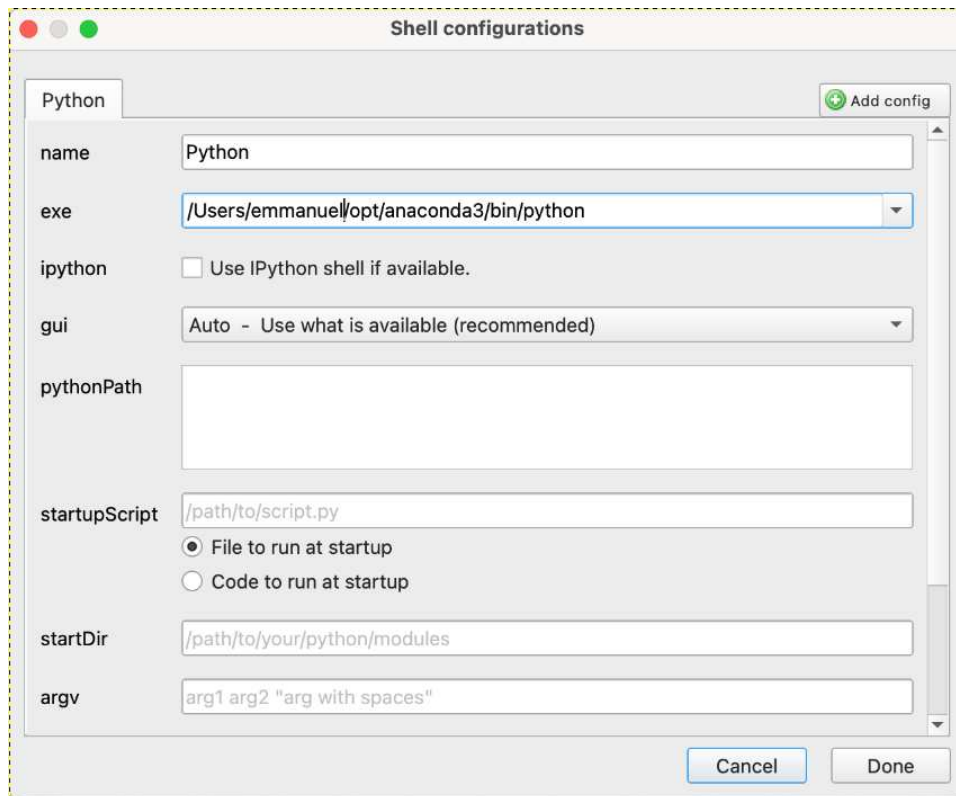 Shell configurations
Python
Add config
name
Python
exe
/Users/emmanuel/opt/anaconda3/bin/python
ipython
Use IPython shell if available.
gui
Auto - Use what is available (recommended)
pythonPath
startupScript
/path/to/script.py
File to run at startup
Code to run at startup
startDir
/path/to/your/python/modules
argv
arg1 arg2 "arg with spaces"
Cancel
Done